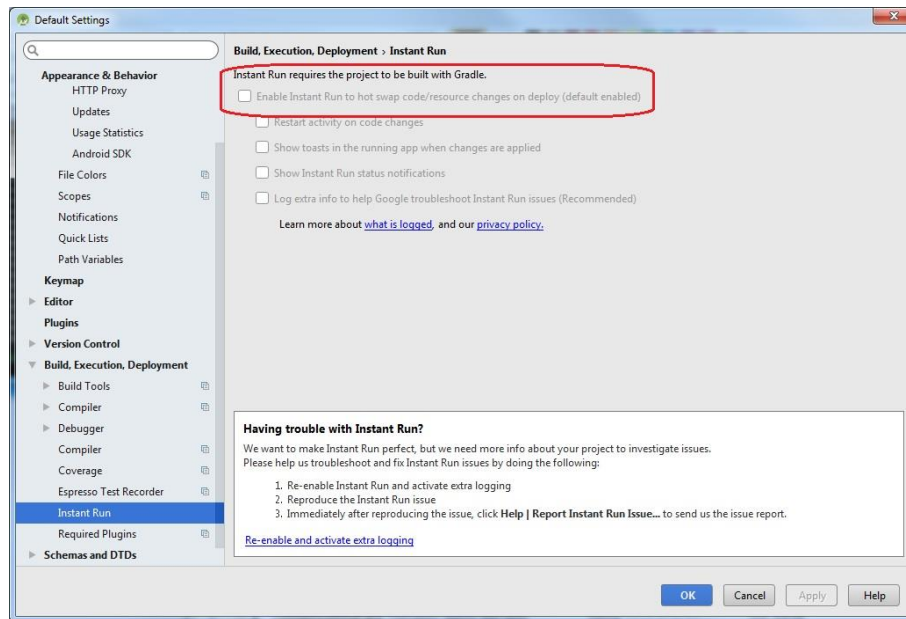 Default Settings
Build, Execution, Deployment › Instant Run
Appearance & Behavior
HTTP Proxy
Updates
Usage Statistics
Android SDK
File Colors
Scopes
Notifications
Quick Lists
Path Variables
Keymap
Editor
Plugins
Version Control
Build, Execution, Deployment
Build Tools
Compiler
Debugger
Compiler
Coverage
Espresso Test Recorder
Instant Run
Required Plugins
Schemas and DTDs
Instant Run requires the project to be built with Gradle.
Enable Instant Run to hot swap code/resource changes on deploy (default enabled)
Restart activity on code changes
Show toasts in the running app when changes are applied
Show Instant Run status notifications
Log extra info to help Google troubleshoot Instant Run issues (Recommended)
Learn more about what is logged, and our privacy policy.
Having trouble with Instant Run?
We want to make Instant Run perfect, but we need more info about your project to investigate issues.
Please help us troubleshoot and fix Instant Run issues by doing the following:
1. Re-enable Instant Run and activate extra logging
2. Reproduce the Instant Run issue
3. Immediately after reproducing the issue, click Help | Report Instant Run Issue... to send us the issue report.
Re-enable and activate extra logging
OK
Cancel
Apply
Help